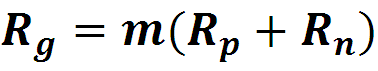 R_g = m(R_p + R_n)